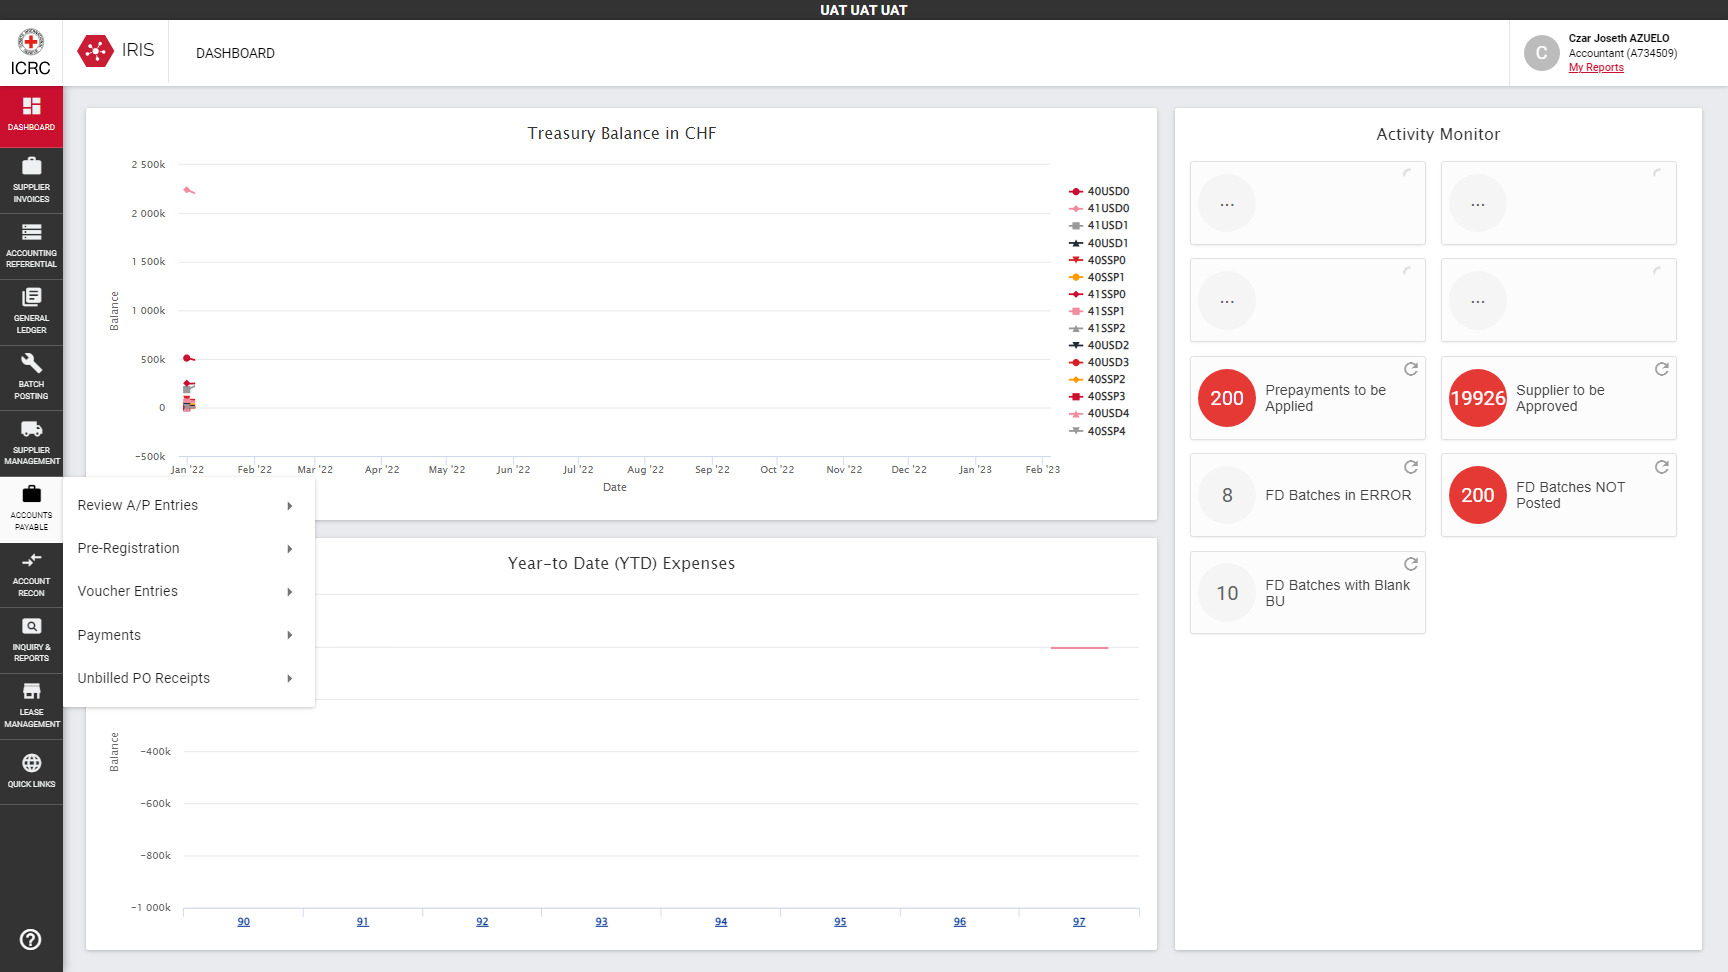 UAT UAT UAT
ICRC
IRIS
DASHBOARD
Czar Joseth AZUELO
Accountant (A734509)
My Reports
DASHBOARD
SUPPLIER
INVOICES
ACCOUNTING
REFERENTIAL
GENERAL
LEDGER
BATCH
POSTING
SUPPLIER
MANAGEMENT
ACCOUNTS
PAYABLE
ACCOUNT
RECON
INQUIRY &
REPORTS
LEASE
MANAGEMENT
QUICK LINKS
Review A/P Entries
Pre-Registration
Voucher Entries
Payments
Unbilled PO Receipts
Treasury Balance in CHF
Balance
2 500k
2 000k
1 500k
1 000k
500k
0
-500k
Jan '22
Feb '22
Mar '22
Apr '22
May '22
Jun '22
Jul '22
Aug '22
Sep '22
Oct '22
Nov '22
Dec '22
Jan '23
Feb '23
Date
40USD0
41USD0
41USD1
40USD1
40SSP0
40SSP1
41SSP0
41SSP1
41SSP2
40USD2
40USD3
40SSP2
40SSP3
40USD4
40SSP4
Year-to Date (YTD) Expenses
Balance
-400k
-600k
-800k
-1 000k
90
91
92
93
94
95
96
97
Activity Monitor
...
...
...
...
200
Prepayments to be
Applied
19926
Supplier to be
Approved
8
FD Batches in ERROR
200
FD Batches NOT
Posted
10
FD Batches with Blank
BU